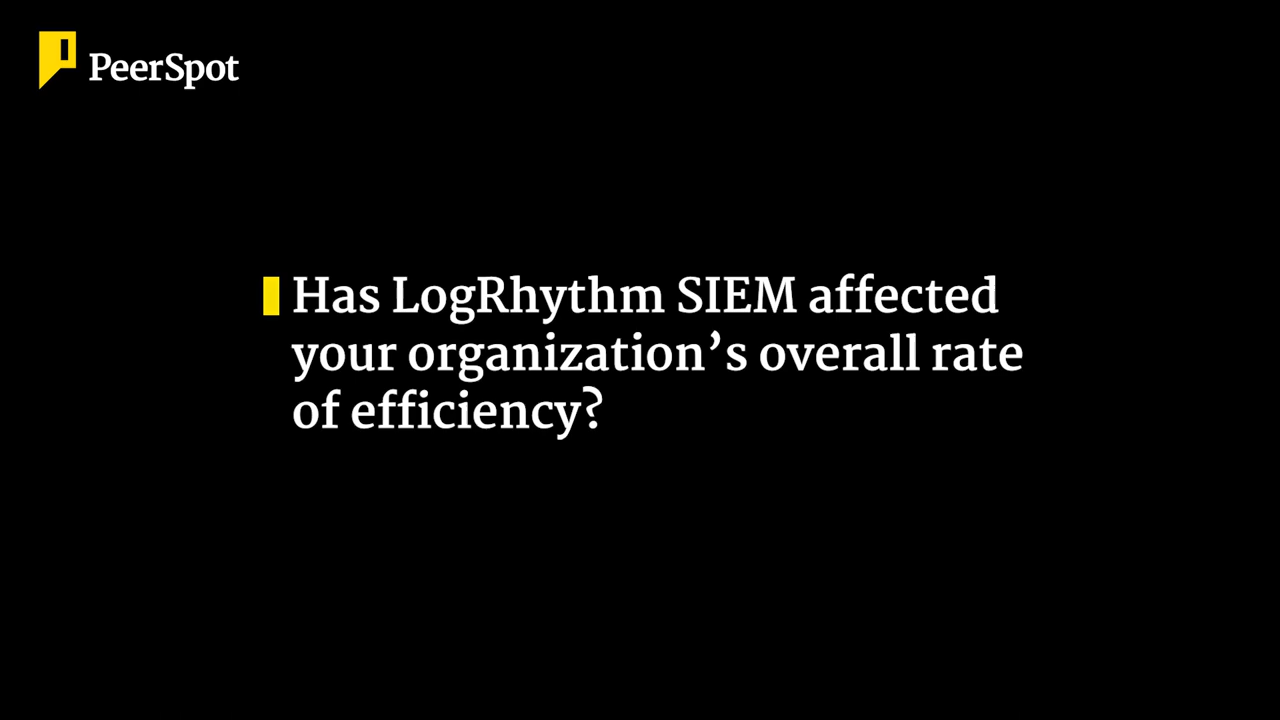 PeerSpot
Has LogRhythm SIEM affected
your organization’s overall rate
of efficiency?